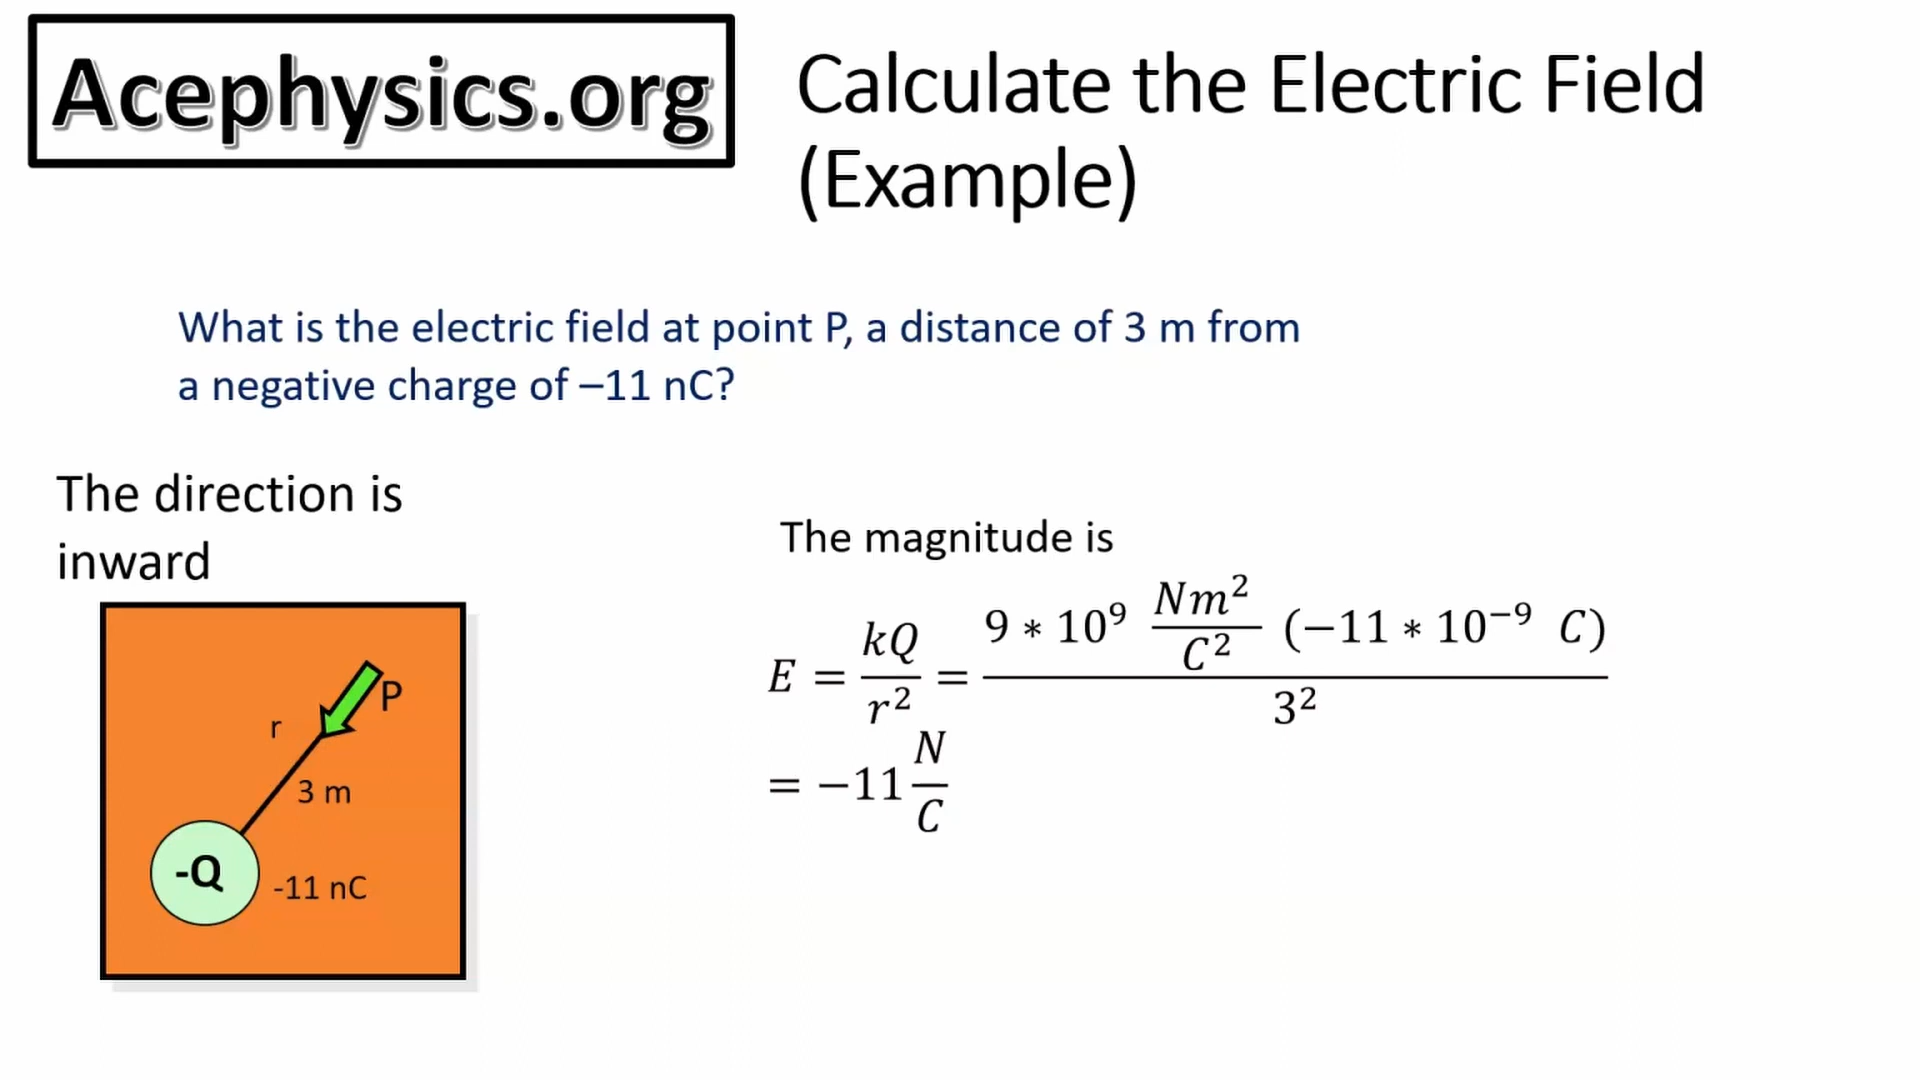 Acephysics.org
Calculate the Electric Field
(Example)
What is the electric field at point P, a distance of 3 m from
a negative charge of –11 nC?
The direction is
inward
P
r
3 m
-Q
-11 nC
The magnitude is
E = kQ/r² = 9 * 10⁹ Nm²/C² (−11 * 10⁻⁹ C)/3²
= −11 N/C